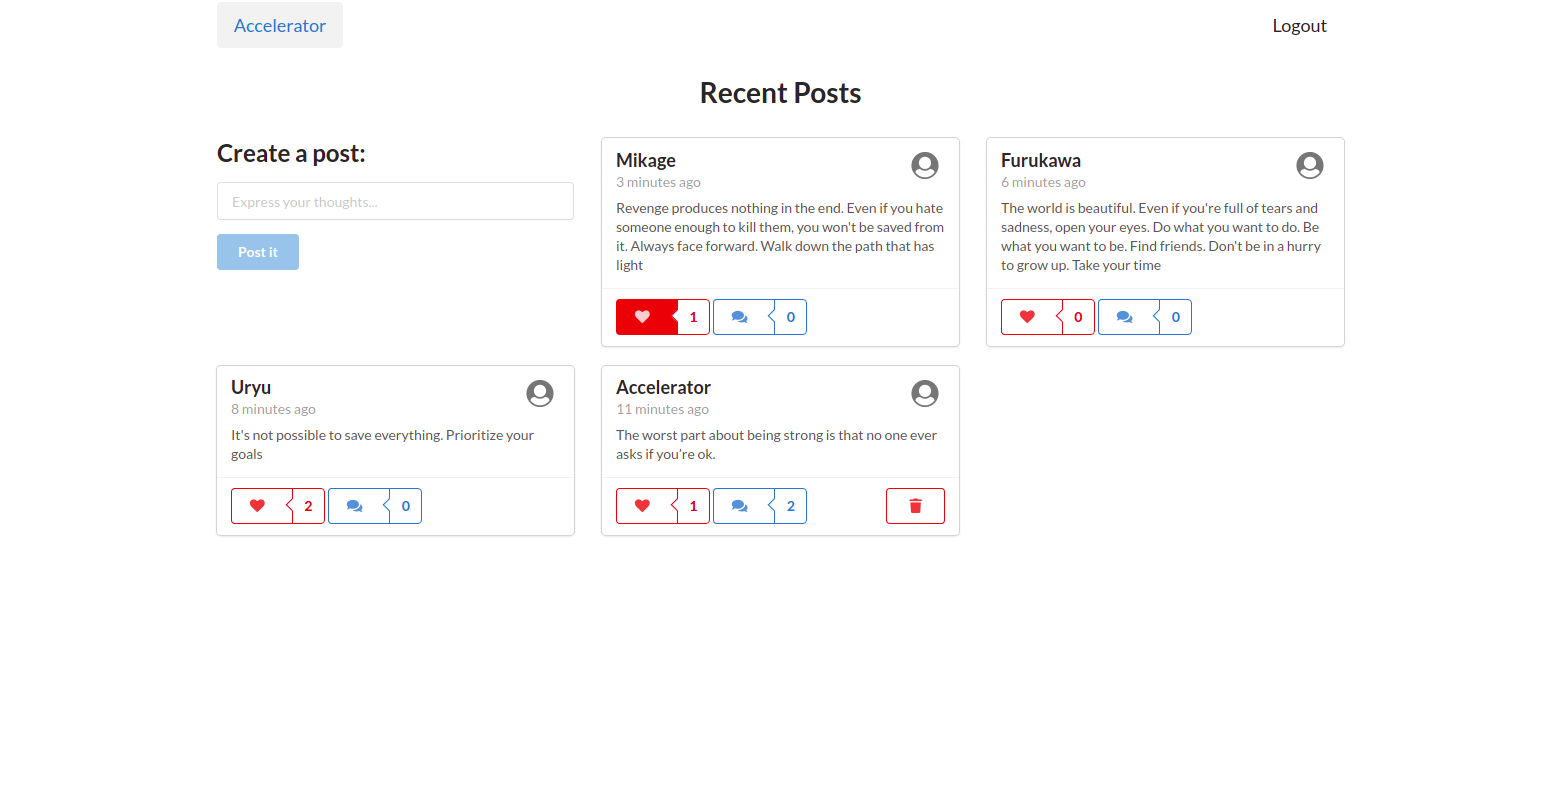 Accelerator
Logout
Recent Posts
Create a post:
Express your thoughts...
Post it
Mikage
3 minutes ago
Revenge produces nothing in the end. Even if you hate
someone enough to kill them, you won't be saved from
it. Always face forward. Walk down the path that has
light
1
0
Furukawa
6 minutes ago
The world is beautiful. Even if you're full of tears and
sadness, open your eyes. Do what you want to do. Be
what you want to be. Find friends. Don't be in a hurry
to grow up. Take your time
0
0
Uryu
8 minutes ago
It's not possible to save everything. Prioritize your
goals
2
0
Accelerator
11 minutes ago
The worst part about being strong is that no one ever
asks if you’re ok.
1
2